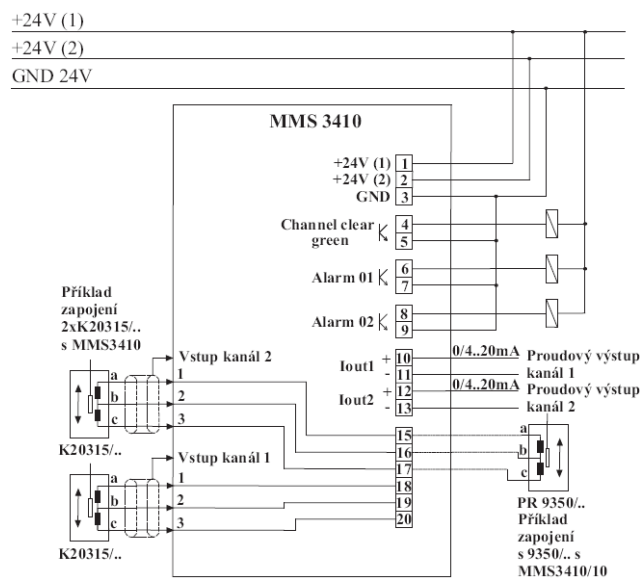 +24V (1)
+24V (2)
GND 24V
MMS 3410
+24V (1) 1
+24V (2) 2
GND 3
Channel clear green 4
5
Alarm 01 6
7
Alarm 02 8
9
Iout1 + 10 0/4..20mA Proudový výstup
- 11 kanál 1
Iout2 + 12 0/4..20mA Proudový výstup
- 13 kanál 2
15
16
17
18
19
20
Příklad
zapojení
2xK20315/..
s MMS3410
Vstup kanál 2
a 1
b 2
c 3
K20315/..
Vstup kanál 1
a 1
b 2
c 3
K20315/..
a
b
c
PR 9350/..
Příklad
zapojení
s 9350/.. s
MMS3410/10